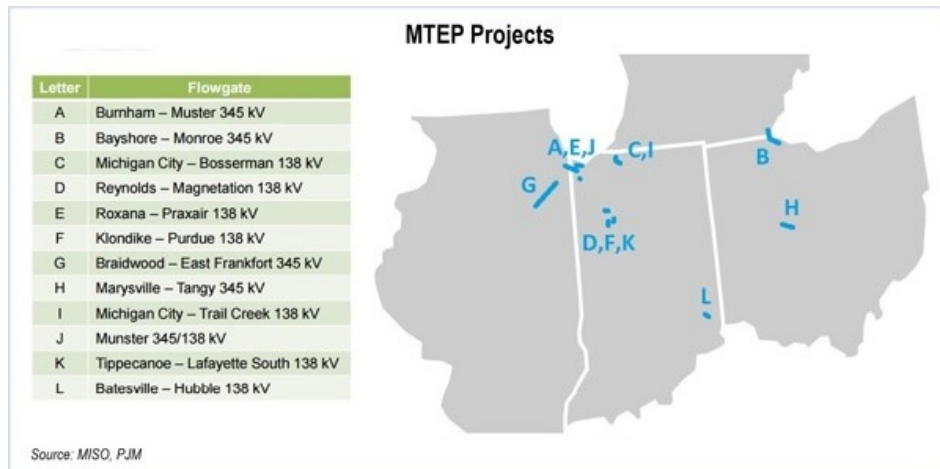 MTEP Projects
Letter Flowgate
A Burnham – Muster 345 kV
B Bayshore – Monroe 345 kV
C Michigan City – Bosserman 138 kV
D Reynolds – Magnetation 138 kV
E Roxana – Praxair 138 kV
F Klondike – Purdue 138 kV
G Braidwood – East Frankfort 345 kV
H Marysville – Tangy 345 kV
I Michigan City – Trail Creek 138 kV
J Munster 345/138 kV
K Tippecanoe – Lafayette South 138 kV
L Batesville – Hubble 138 kV
A,E,J
C,I
B
G
H
D,F,K
L
Source: MISO, PJM